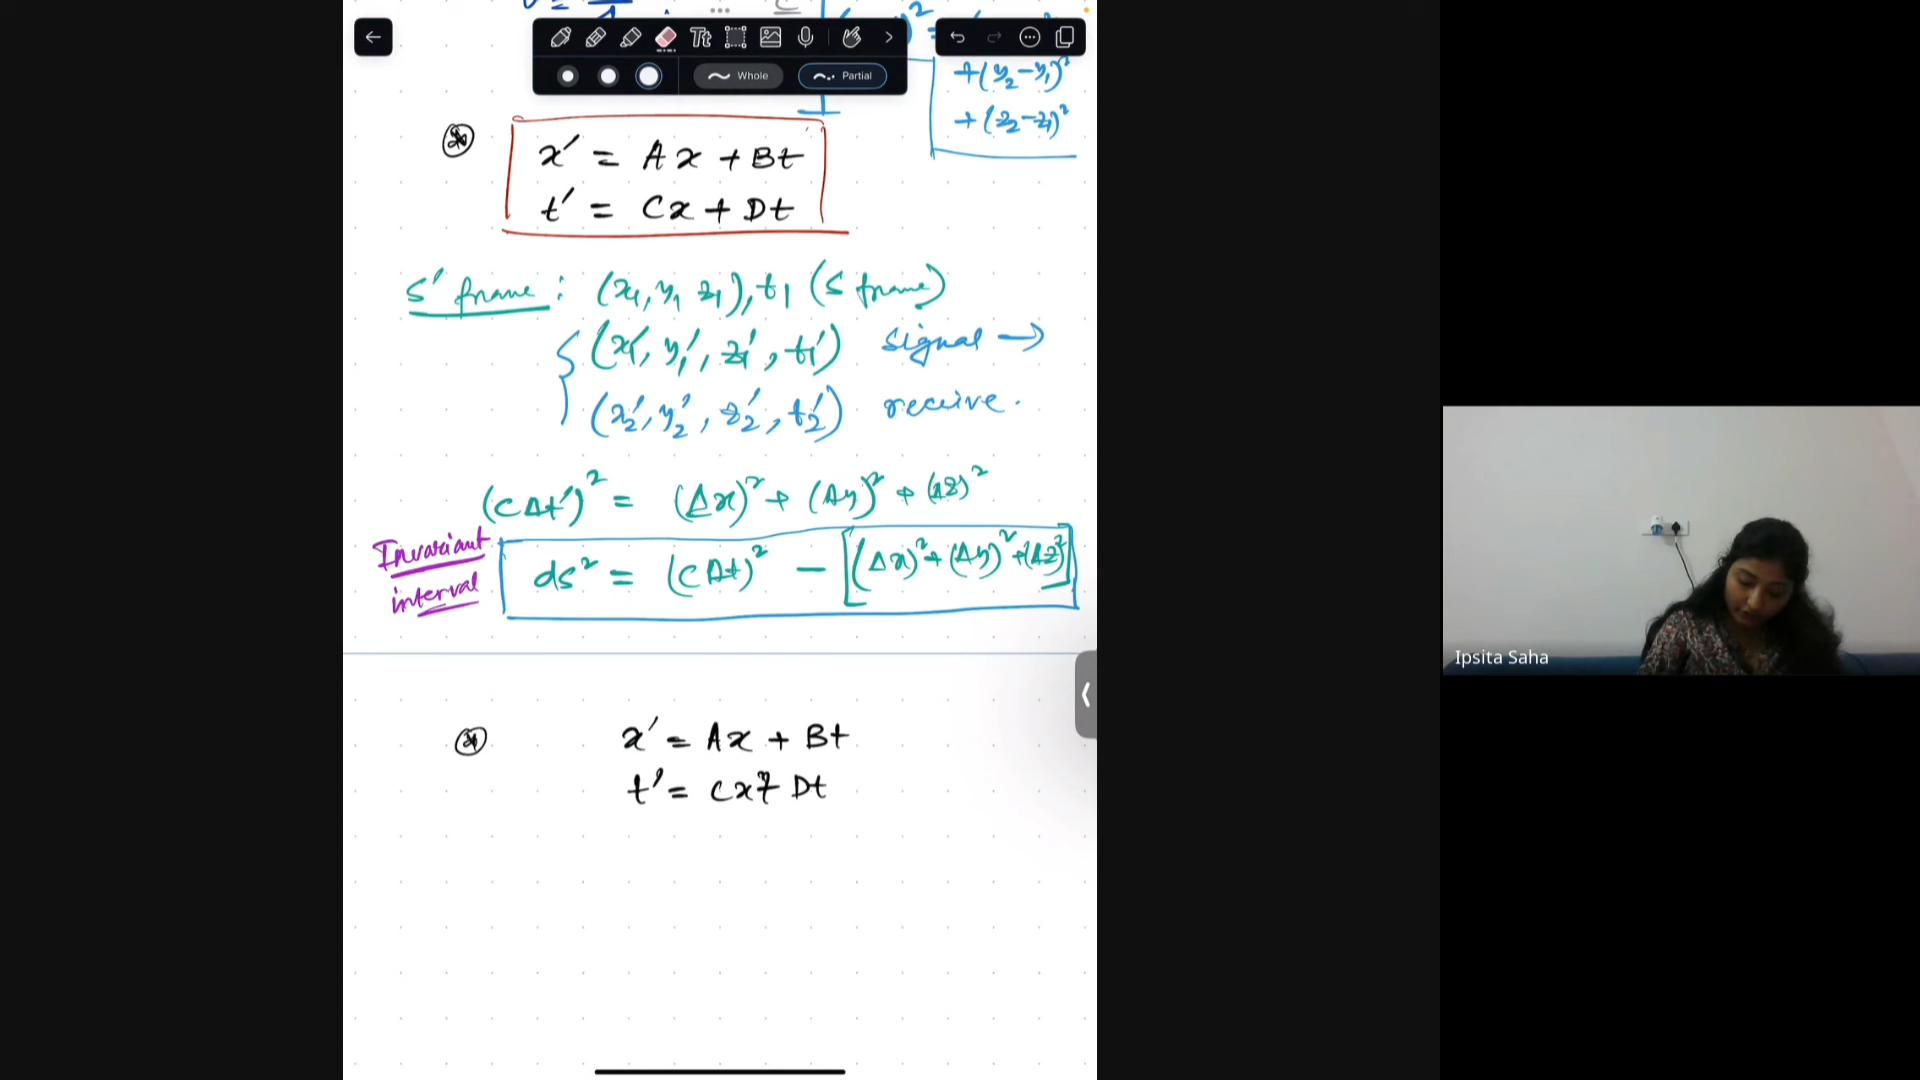 Tt
Whole
Partial
+(y₂-y₁)²
+(z₂-z₁)²
x' = Ax + Bt
t' = Cx + Dt
S' frame : (x₁, y₁ z₁), t₁ (S frame)
(x₁', y₁', z₁', t₁') signal →
(x₂', y₂', z₂', t₂') receive.
(cΔt')² = (Δx)² + (Δy)² + (Δz)²
Invariant interval
ds² = (cΔt)² - [(Δx)² + (Δy)² + (Δz)²]
x' = Ax + Bt
t' = Cx + Dt
Ipsita Saha